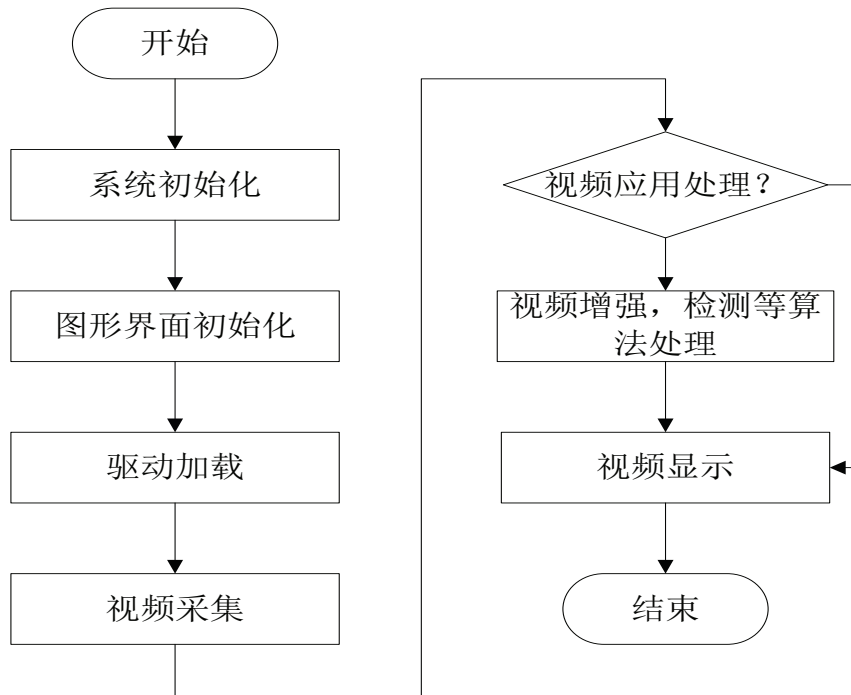 开始
系统初始化
图形界面初始化
驱动加载
视频采集
视频应用处理？
视频增强，检测等算
法处理
视频显示
结束